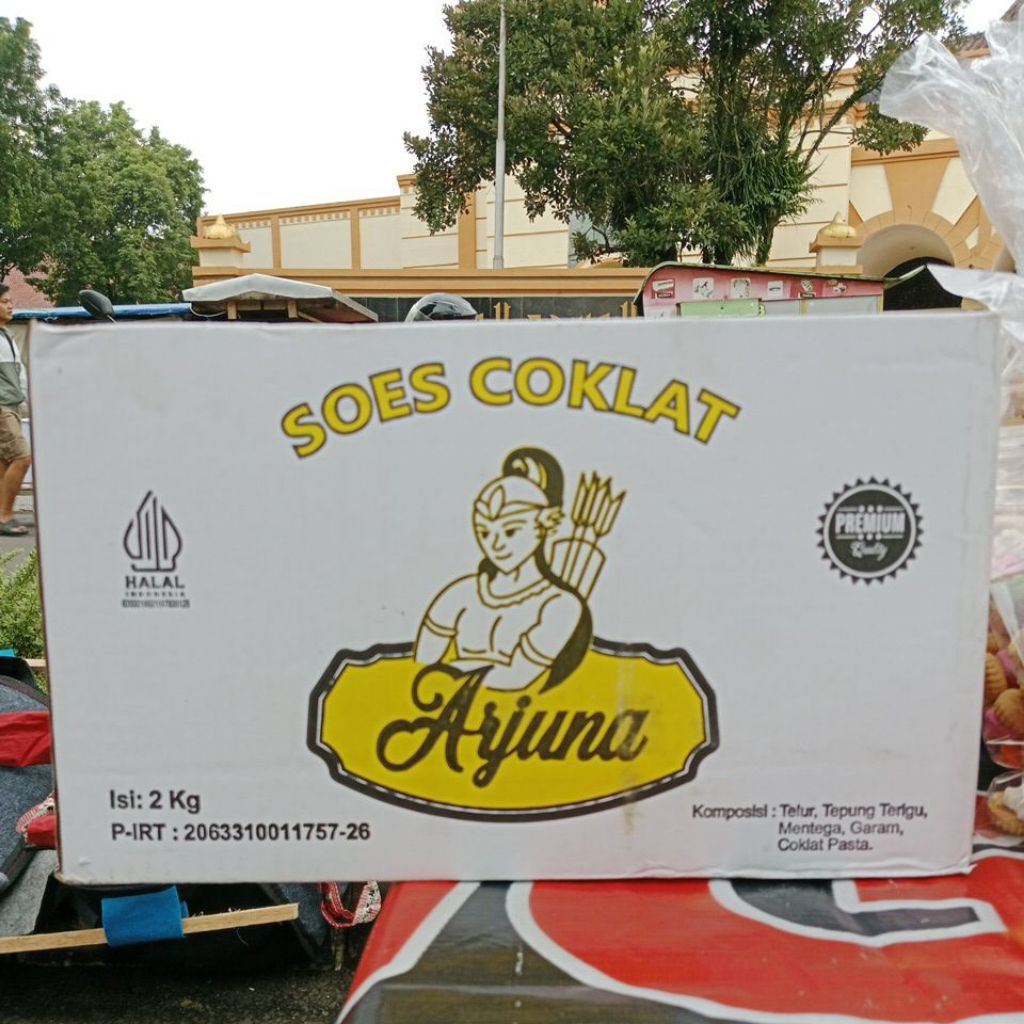 SOES COKLAT
HALAL
INDONESIA
PREMIUM
Quality
Arjuna
Isi: 2 Kg
P-IRT : 2063310011757-26
Komposisi : Telur, Tepung Terigu,
Mentega, Garam,
Coklat Pasta.